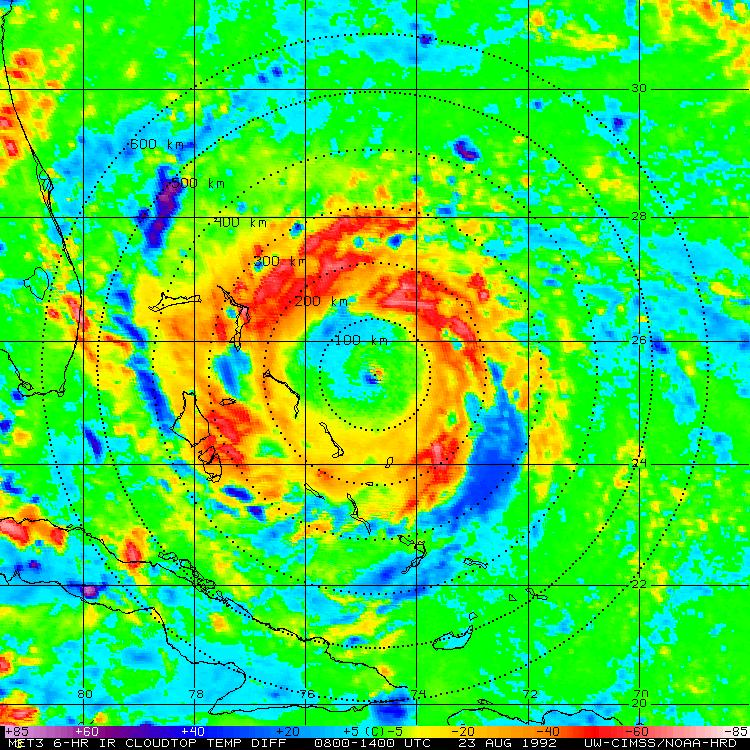 30
600 km
500 km
28
400 km
300 km
200 km
26
100 km
24
22
80 78 76 74 72 20
+85 +60 +40 +20 +5 (C) -5 -20 -40 -60 -85
MET3 6-HR IR CLOUDTOP TEMP DIFF 0800-1400 UTC 23 AUG 1992 UW-CIMSS/NOAA-HRD